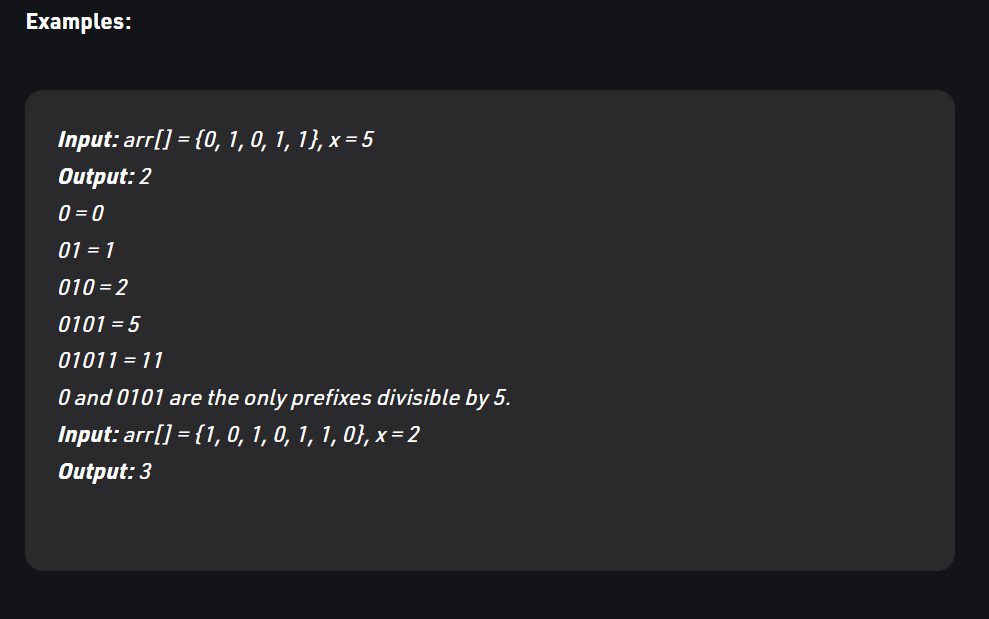 Examples:
Input: arr[] = {0, 1, 0, 1, 1}, x = 5
Output: 2
0 = 0
01 = 1
010 = 2
0101 = 5
01011 = 11
0 and 0101 are the only prefixes divisible by 5.
Input: arr[] = {1, 0, 1, 0, 1, 1, 0}, x = 2
Output: 3